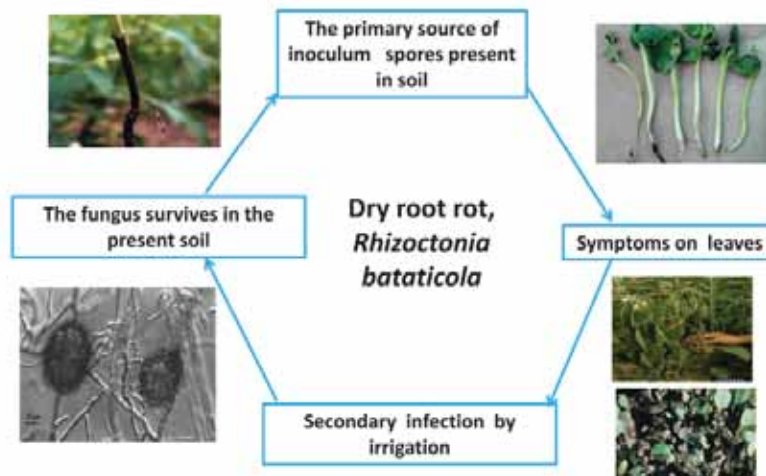 The primary source of
inoculum spores present
in soil
The fungus survives in the
present soil
Dry root rot,
Rhizoctonia
bataticola
Symptoms on leaves
Secondary infection by
irrigation